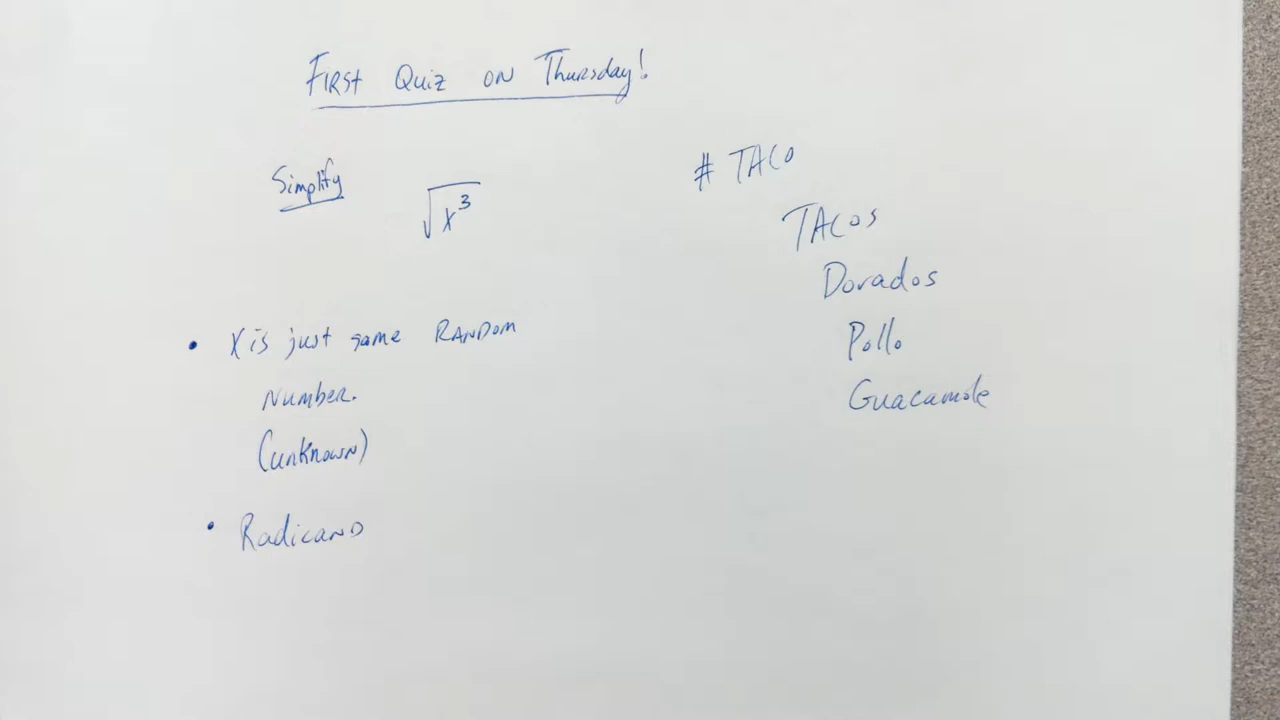 First Quiz on Thursday!
Simplify √x³
• X is just some RANDOM
Number.
(unknown)
• Radicand
# TACO
TACOS
Dorados
Pollo
Guacamole